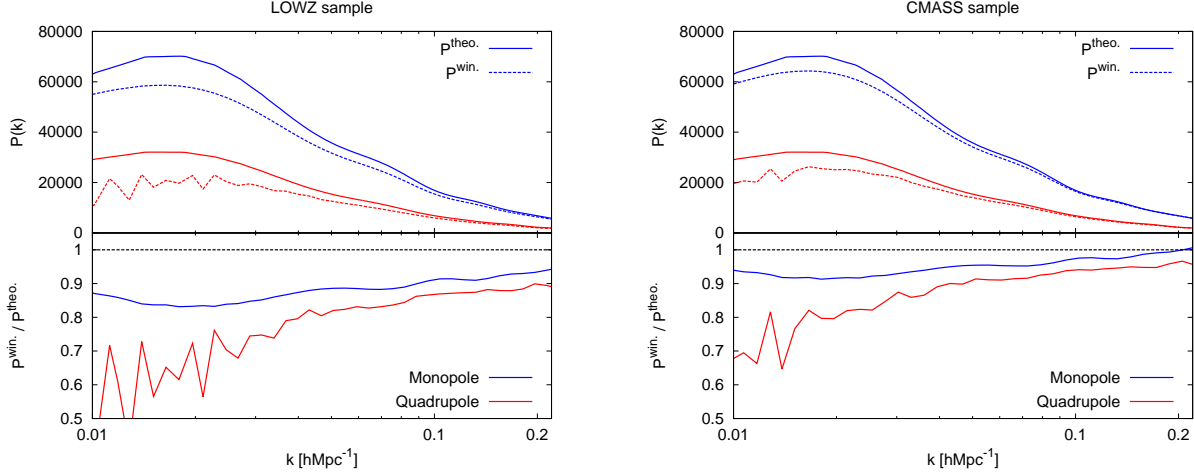 LOWZ sample
80000
60000
40000
20000
0
P(k)
P^theo.
P^win.
1
0.9
0.8
0.7
0.6
0.5
P^win. / P^theo.
Monopole
Quadrupole
0.01
0.1
0.2
k [hMpc^-1]
CMASS sample
80000
60000
40000
20000
0
P(k)
P^theo.
P^win.
1
0.9
0.8
0.7
0.6
0.5
P^win. / P^theo.
Monopole
Quadrupole
0.01
0.1
0.2
k [hMpc^-1]